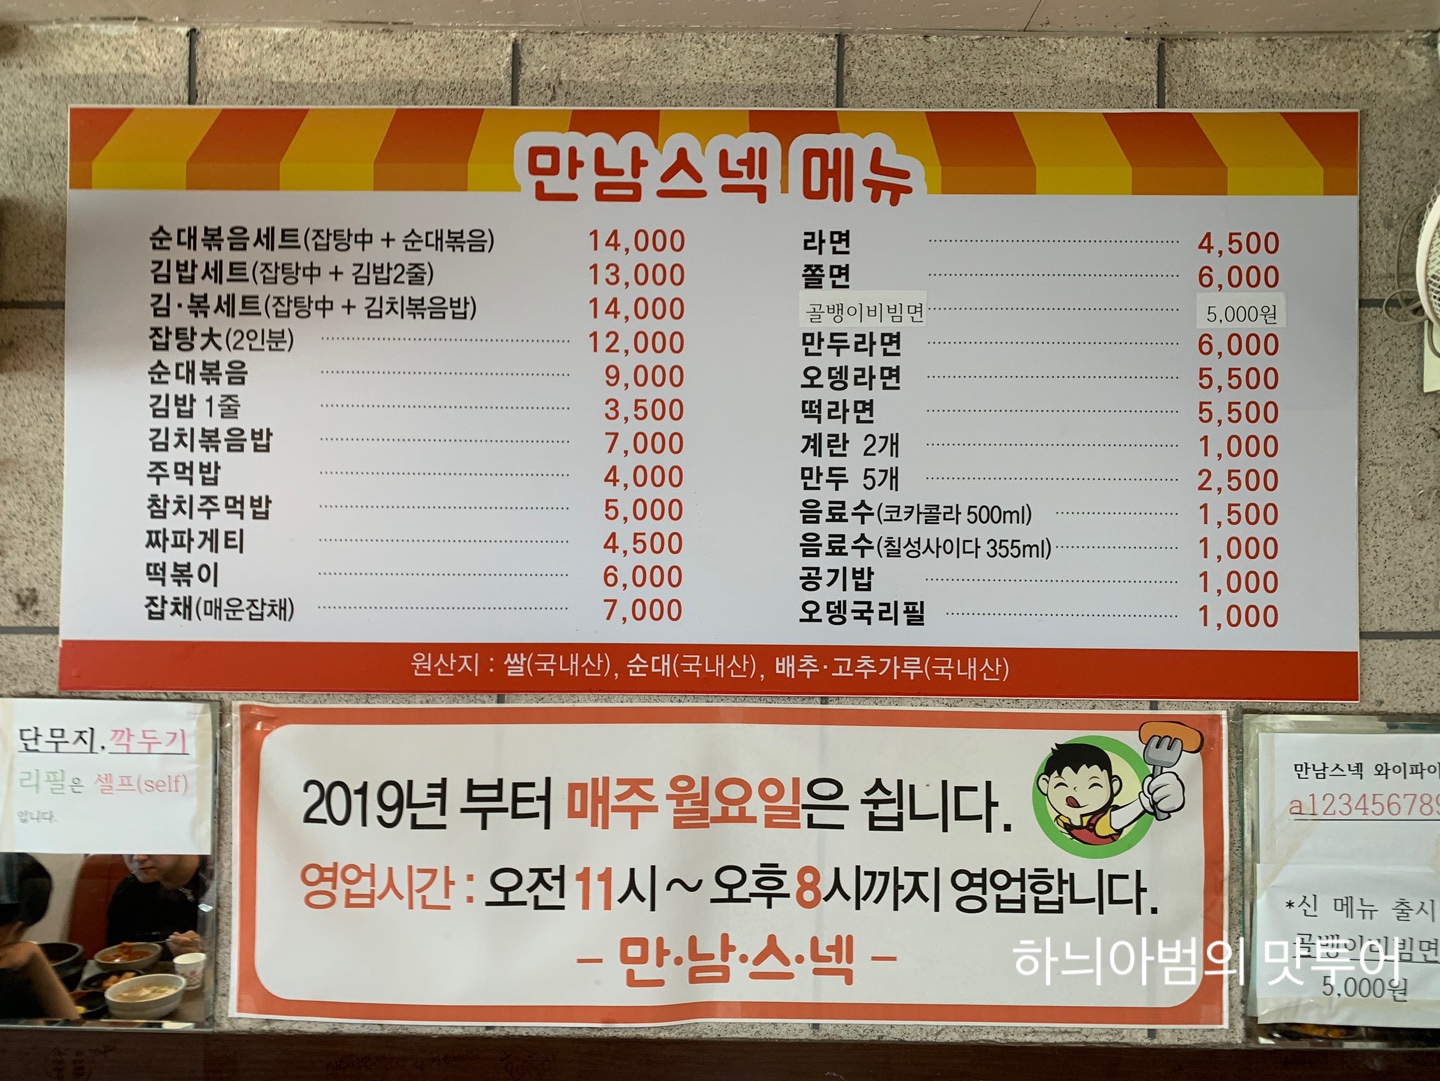 만남스넥 메뉴
순대볶음세트(잡탕中 + 순대볶음) 14,000
김밥세트(잡탕中 + 김밥2줄) 13,000
김·볶세트(잡탕中 + 김치볶음밥) 14,000
잡탕大(2인분) 12,000
순대볶음 9,000
김밥 1줄 3,500
김치볶음밥 7,000
주먹밥 4,000
참치주먹밥 5,000
짜파게티 4,500
떡볶이 6,000
잡채(매운잡채) 7,000
라면 4,500
쫄면 6,000
골뱅이비빔면 5,000원
만두라면 6,000
오뎅라면 5,500
떡라면 5,500
계란 2개 1,000
만두 5개 2,500
음료수(코카콜라 500ml) 1,500
음료수(칠성사이다 355ml) 1,000
공기밥 1,000
오뎅국리필 1,000
원산지 : 쌀(국내산), 순대(국내산), 배추·고추가루(국내산)
단무지.깍두기
리필은 셀프(self)
입니다.
2019년 부터 매주 월요일은 쉽니다.
영업시간 : 오전 11시 ~ 오후 8시까지 영업합니다.
- 만·남·스·넥 -
만남스넥 와이파이
a123456789
*신 메뉴 출시
골뱅이비빔면
5,000원
하늬아범의 맛투어